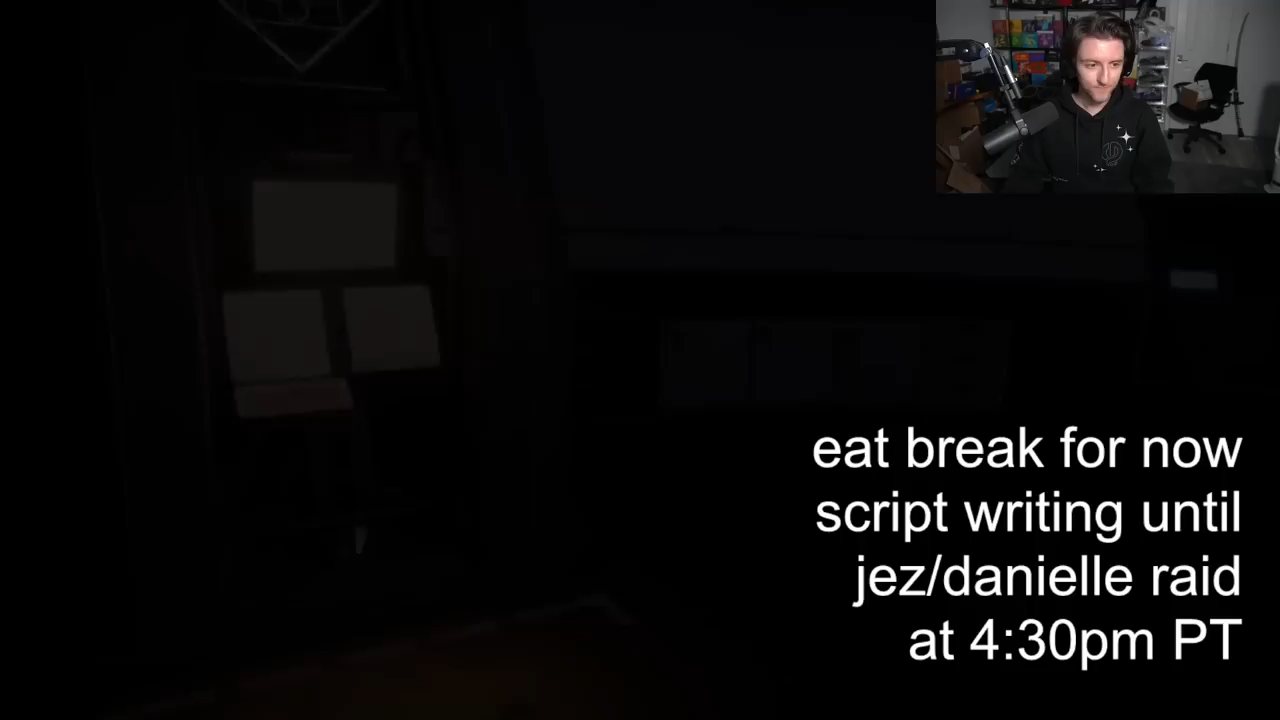 eat break for now
script writing until
jez/danielle raid
at 4:30pm PT